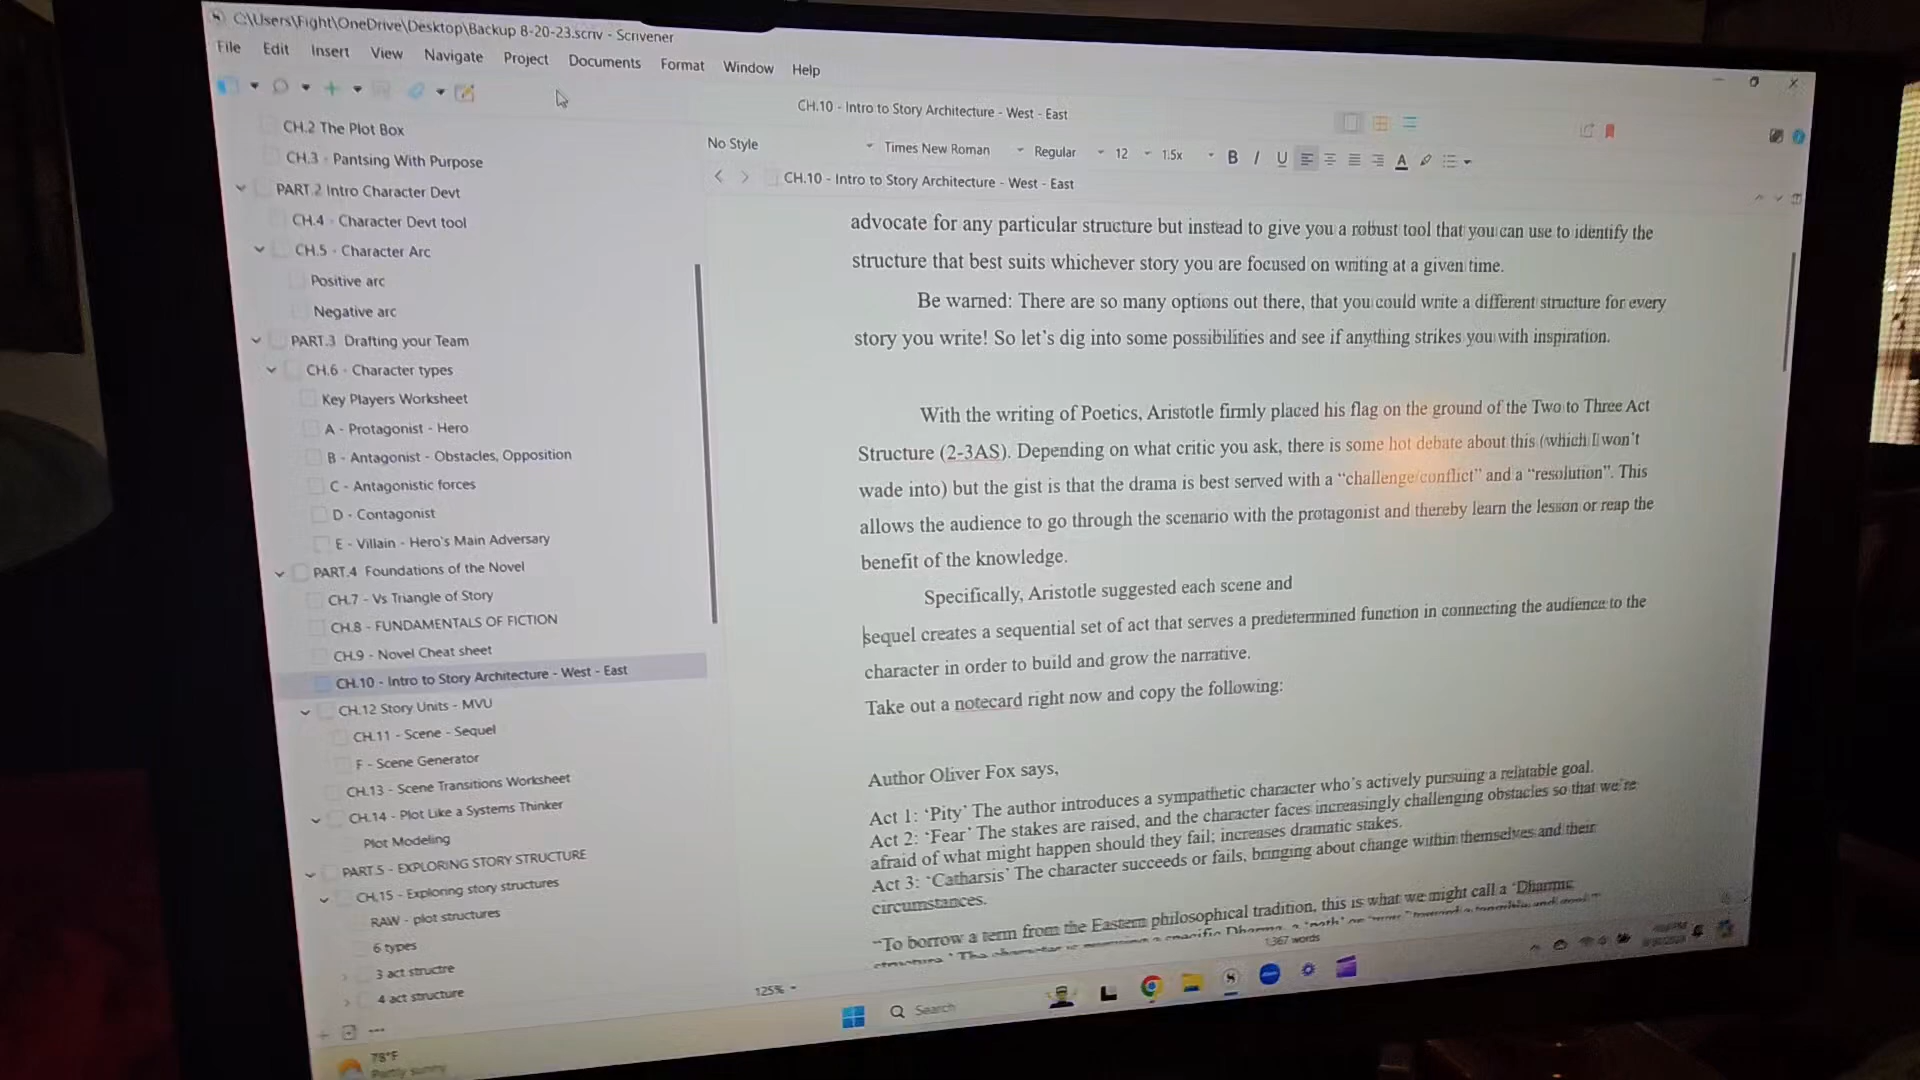 C:\Users\Fight\OneDrive\Desktop\Backup 8-20-23.scriv - Scrivener
File Edit Insert View Navigate Project Documents Format Window Help
CH.10 - Intro to Story Architecture - West - East
No Style Times New Roman Regular 12 1.5x B I U A
CH.10 - Intro to Story Architecture - West - East
CH.2 The Plot Box
CH.3 - Pantsing With Purpose
PART.2 Intro Character Devt
CH.4 - Character Devt tool
CH.5 - Character Arc
Positive arc
Negative arc
PART.3 Drafting your Team
CH.6 - Character types
Key Players Worksheet
A - Protagonist - Hero
B - Antagonist - Obstacles, Opposition
C - Antagonistic forces
D - Contagonist
E - Villain - Hero's Main Adversary
PART.4 Foundations of the Novel
CH.7 - Vs Triangle of Story
CH.8 - FUNDAMENTALS OF FICTION
CH.9 - Novel Cheat sheet
CH.10 - Intro to Story Architecture - West - East
CH.12 Story Units - MVU
CH.11 - Scene - Sequel
F - Scene Generator
CH.13 - Scene Transitions Worksheet
CH.14 - Plot Like a Systems Thinker
Plot Modeling
PART.5 - EXPLORING STORY STRUCTURE
CH.15 - Exploring story structures
RAW - plot structures
6 types
3 act structre
4 act structure
advocate for any particular structure but instead to give you a robust tool that you can use to identify the
structure that best suits whichever story you are focused on writing at a given time.
Be warned: There are so many options out there, that you could write a different structure for every
story you write! So let's dig into some possibilities and see if anything strikes you with inspiration.
With the writing of Poetics, Aristotle firmly placed his flag on the ground of the Two to Three Act
Structure (2-3AS). Depending on what critic you ask, there is some hot debate about this (which I won't
wade into) but the gist is that the drama is best served with a “challenge/conflict” and a “resolution”. This
allows the audience to go through the scenario with the protagonist and thereby learn the lesson or reap the
benefit of the knowledge.
Specifically, Aristotle suggested each scene and
sequel creates a sequential set of act that serves a predetermined function in connecting the audience to the
character in order to build and grow the narrative.
Take out a notecard right now and copy the following:
Author Oliver Fox says,
Act 1: ‘Pity’ The author introduces a sympathetic character who's actively pursuing a relatable goal.
Act 2: ‘Fear’ The stakes are raised, and the character faces increasingly challenging obstacles so that we're
afraid of what might happen should they fail; increases dramatic stakes.
Act 3: ‘Catharsis’ The character succeeds or fails, bringing about change within themselves and their
circumstances.
“To borrow a term from the Eastern philosophical tradition, this is what we might call a ‘Dharmic
structure.’ The character is a specific Dharma, a ‘path’ or
125%
1,367 words
Search
78°F
Partly sunny